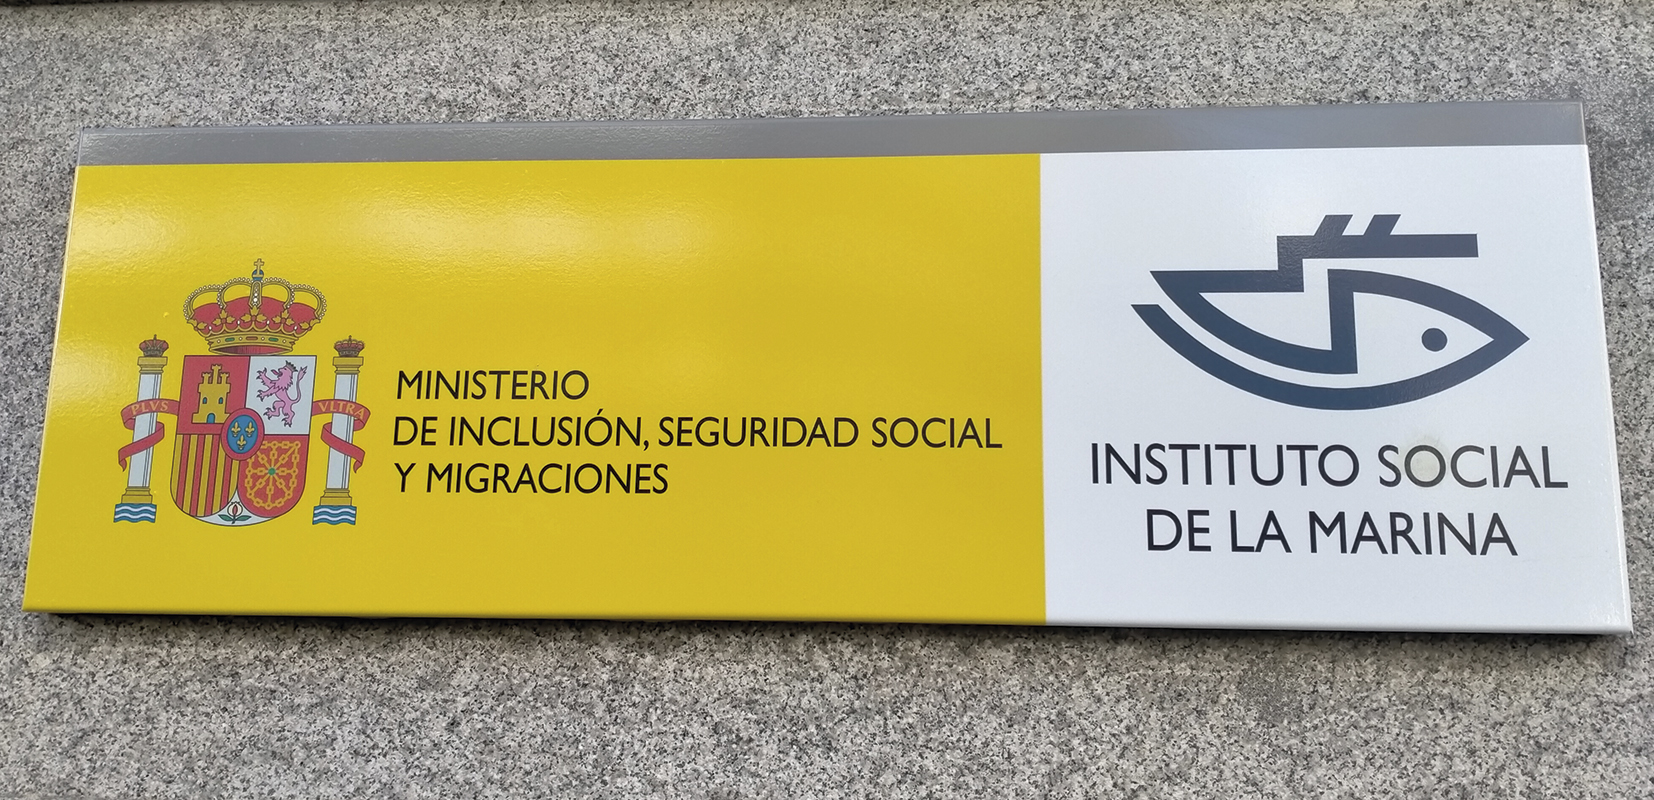 PLVS VLTRA
MINISTERIO
DE INCLUSIÓN, SEGURIDAD SOCIAL
Y MIGRACIONES
INSTITUTO SOCIAL
DE LA MARINA